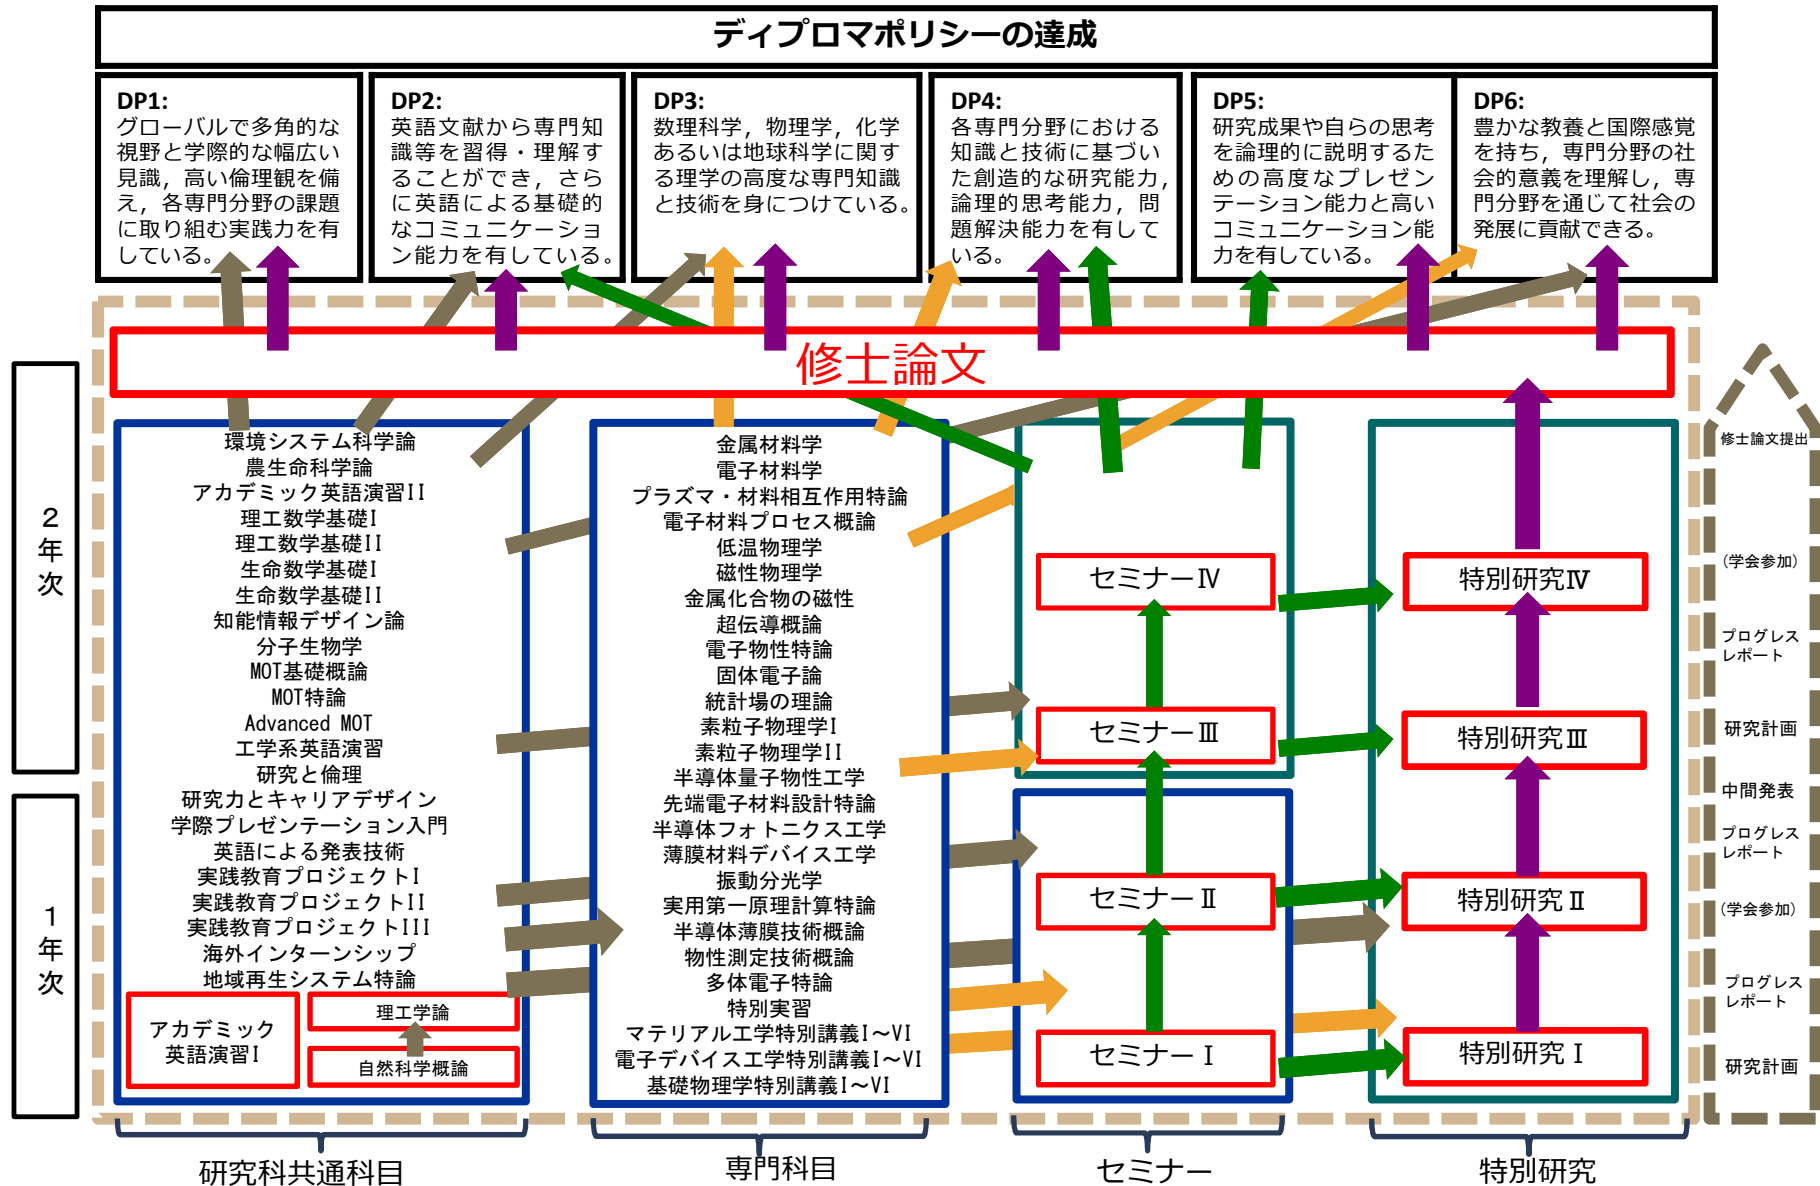 ディプロマポリシーの達成
DP1:
グローバルで多角的な
視野と学際的な幅広い
見識，高い倫理観を備
え，各専門分野の課題
に取り組む実践力を有
している。
DP2:
英語文献から専門知
識等を習得・理解す
ることができ，さら
に英語による基礎的
なコミュニケーショ
ン能力を有している。
DP3:
数理科学，物理学，化学
あるいは地球科学に関す
る理学の高度な専門知識
と技術を身につけている。
DP4:
各専門分野における
知識と技術に基づい
た創造的な研究能力，
論理的思考能力，問
題解決能力を有して
いる。
DP5:
研究成果や自らの思考
を論理的に説明するた
めの高度なプレゼン
テーション能力と高い
コミュニケーション能
力を有している。
DP6:
豊かな教養と国際感覚
を持ち，専門分野の社
会的意義を理解し，専
門分野を通じて社会の
発展に貢献できる。
修士論文
２年次
１年次
環境システム科学論
農生命科学論
アカデミック英語演習II
理工数学基礎I
理工数学基礎II
生命数学基礎I
生命数学基礎II
知能情報デザイン論
分子生物学
MOT基礎概論
MOT特論
Advanced MOT
工学系英語演習
研究と倫理
研究力とキャリアデザイン
学際プレゼンテーション入門
英語による発表技術
実践教育プロジェクトI
実践教育プロジェクトII
実践教育プロジェクトIII
海外インターンシップ
地域再生システム特論
アカデミック
英語演習I
理工学論
自然科学概論
金属材料学
電子材料学
プラズマ・材料相互作用特論
電子材料プロセス概論
低温物理学
磁性物理学
金属化合物の磁性
超伝導概論
電子物性特論
固体電子論
統計場の理論
素粒子物理学I
素粒子物理学II
半導体量子物性工学
先端電子材料設計特論
半導体フォトニクス工学
薄膜材料デバイス工学
振動分光学
実用第一原理計算特論
半導体薄膜技術概論
物性測定技術概論
多体電子特論
特別実習
マテリアル工学特別講義I～VI
電子デバイス工学特別講義I～VI
基礎物理学特別講義I～VI
セミナーⅣ
セミナーⅢ
セミナーⅡ
セミナーⅠ
特別研究Ⅳ
特別研究Ⅲ
特別研究Ⅱ
特別研究Ⅰ
修士論文提出
(学会参加)
プログレス
レポート
研究計画
中間発表
プログレス
レポート
(学会参加)
プログレス
レポート
研究計画
研究科共通科目
専門科目
セミナー
特別研究